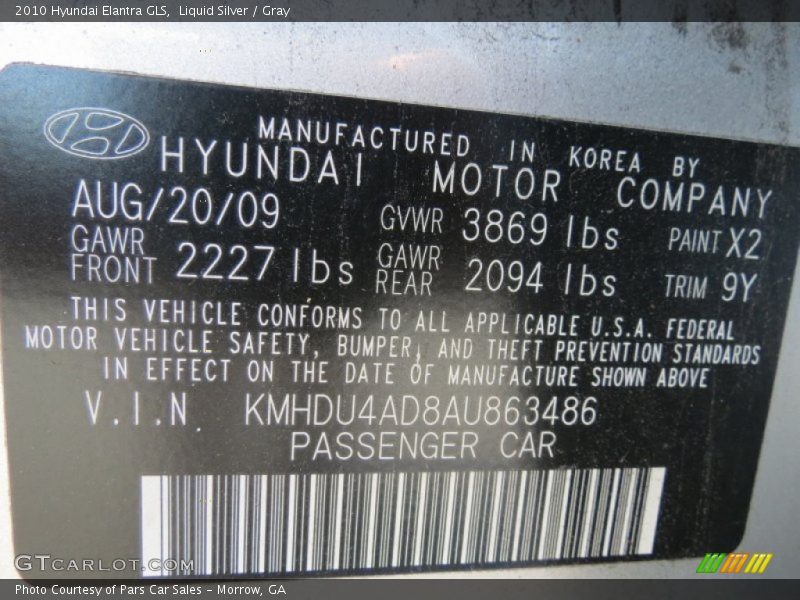 2010 Hyundai Elantra GLS,  Liquid Silver / Gray
MANUFACTURED IN KOREA BY
HYUNDAI MOTOR COMPANY
AUG/20/09 GVWR 3869 lbs PAINT X2
GAWR FRONT 2227 lbs GAWR REAR 2094 lbs TRIM 9Y
THIS VEHICLE CONFORMS TO ALL APPLICABLE U.S.A. FEDERAL
MOTOR VEHICLE SAFETY, BUMPER, AND THEFT PREVENTION STANDARDS
IN EFFECT ON THE DATE OF MANUFACTURE SHOWN ABOVE
V.I.N. KMHDU4AD8AU863486
PASSENGER CAR
GTCARLOT.COM
Photo Courtesy of Pars Car Sales - Morrow, GA